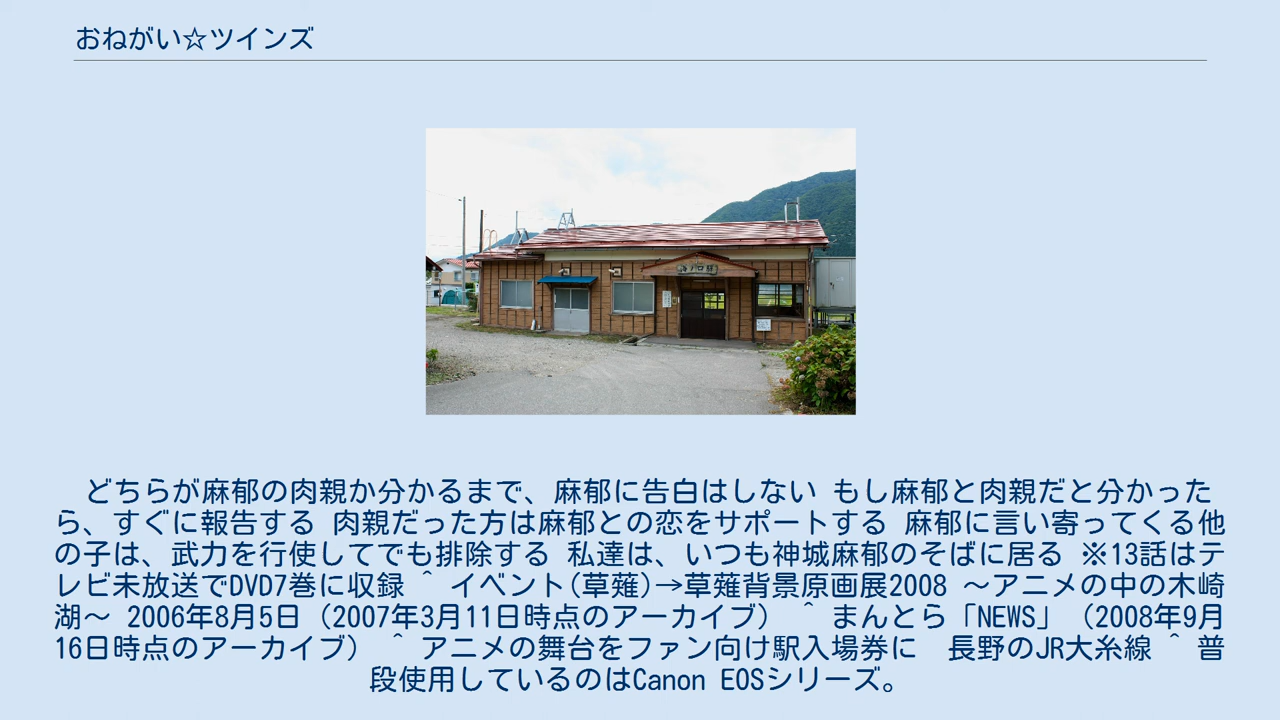 おねがい☆ツインズ
海ノ口駅
どちらが麻郁の肉親か分かるまで、麻郁に告白はしない もし麻郁と肉親だと分かった
ら、すぐに報告する 肉親だった方は麻郁との恋をサポートする 麻郁に言い寄ってくる他
の子は、武力を行使してでも排除する 私達は、いつも神城麻郁のそばに居る ※13話はテ
レビ未放送でDVD7巻に収録 ^ イベント(草薙)→草薙背景原画展2008 ～アニメの中の木崎
湖～ 2006年8月5日（2007年3月11日時点のアーカイブ） ^ まんとら「NEWS」（2008年9月
16日時点のアーカイブ） ^ アニメの舞台をファン向け駅入場券に　長野のJR大糸線 ^ 普
段使用しているのはCanon EOSシリーズ。